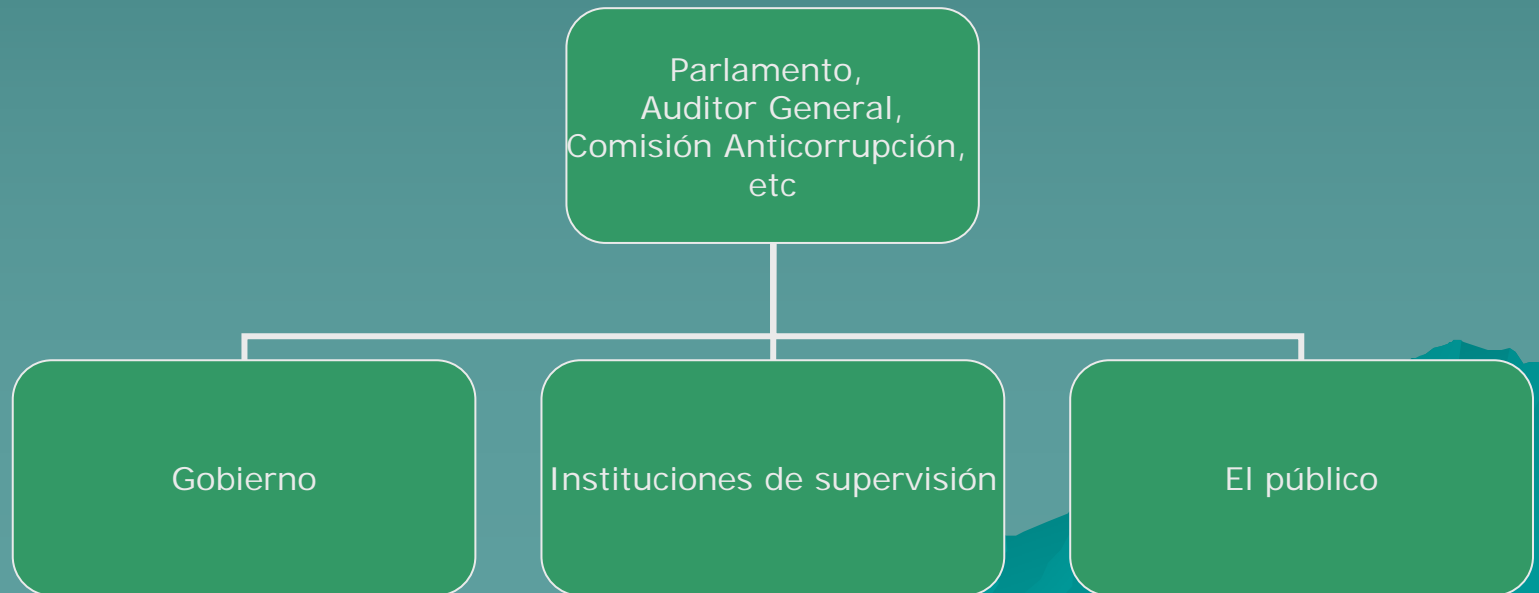 Parlamento,
Auditor General,
Comisión Anticorrupción,
etc
Gobierno
Instituciones de supervisión
El público